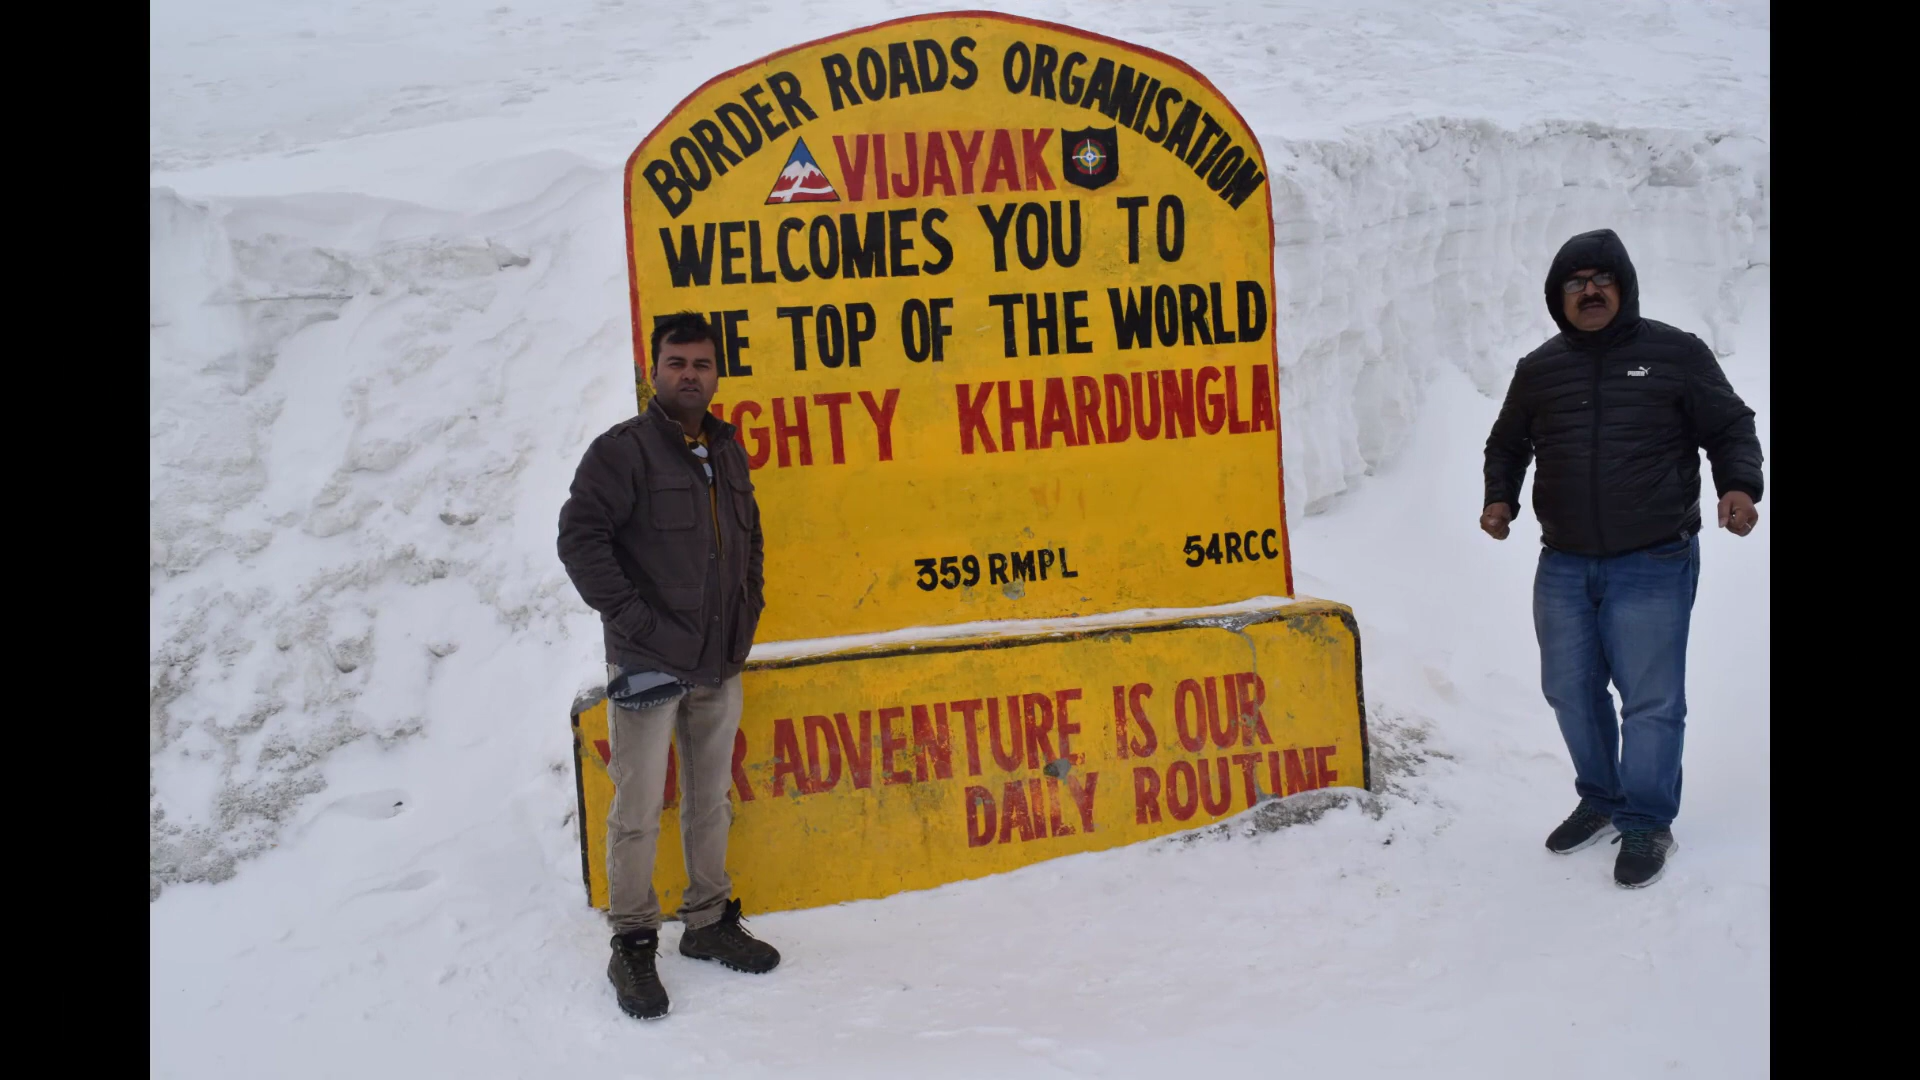 BORDER ROADS ORGANISATION
VIJAYAK
WELCOMES YOU TO
THE TOP OF THE WORLD
GHTY KHARDUNGLA
359 RMPL 54RCC
ADVENTURE IS OUR
DAILY ROUTINE
PUMA